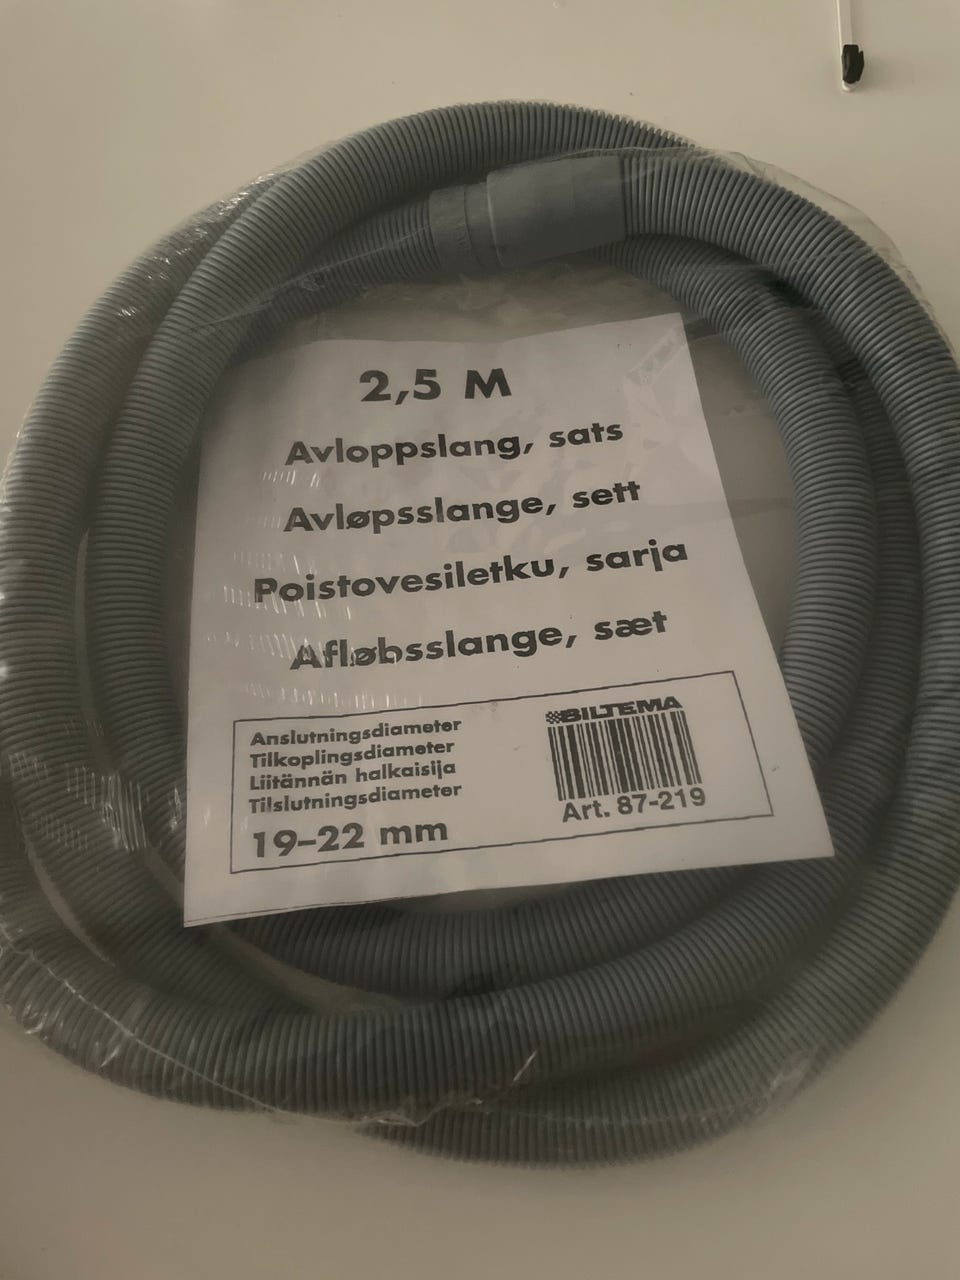 2,5 M
Avloppslang, sats
Avløpsslange, sett
Poistovesiletku, sarja
Afløbsslange, sæt
Anslutningsdiameter
Tilkoplingsdiameter
Liitännän halkaisija
Tilslutningsdiameter
19–22 mm
BILTEMA
Art. 87-219